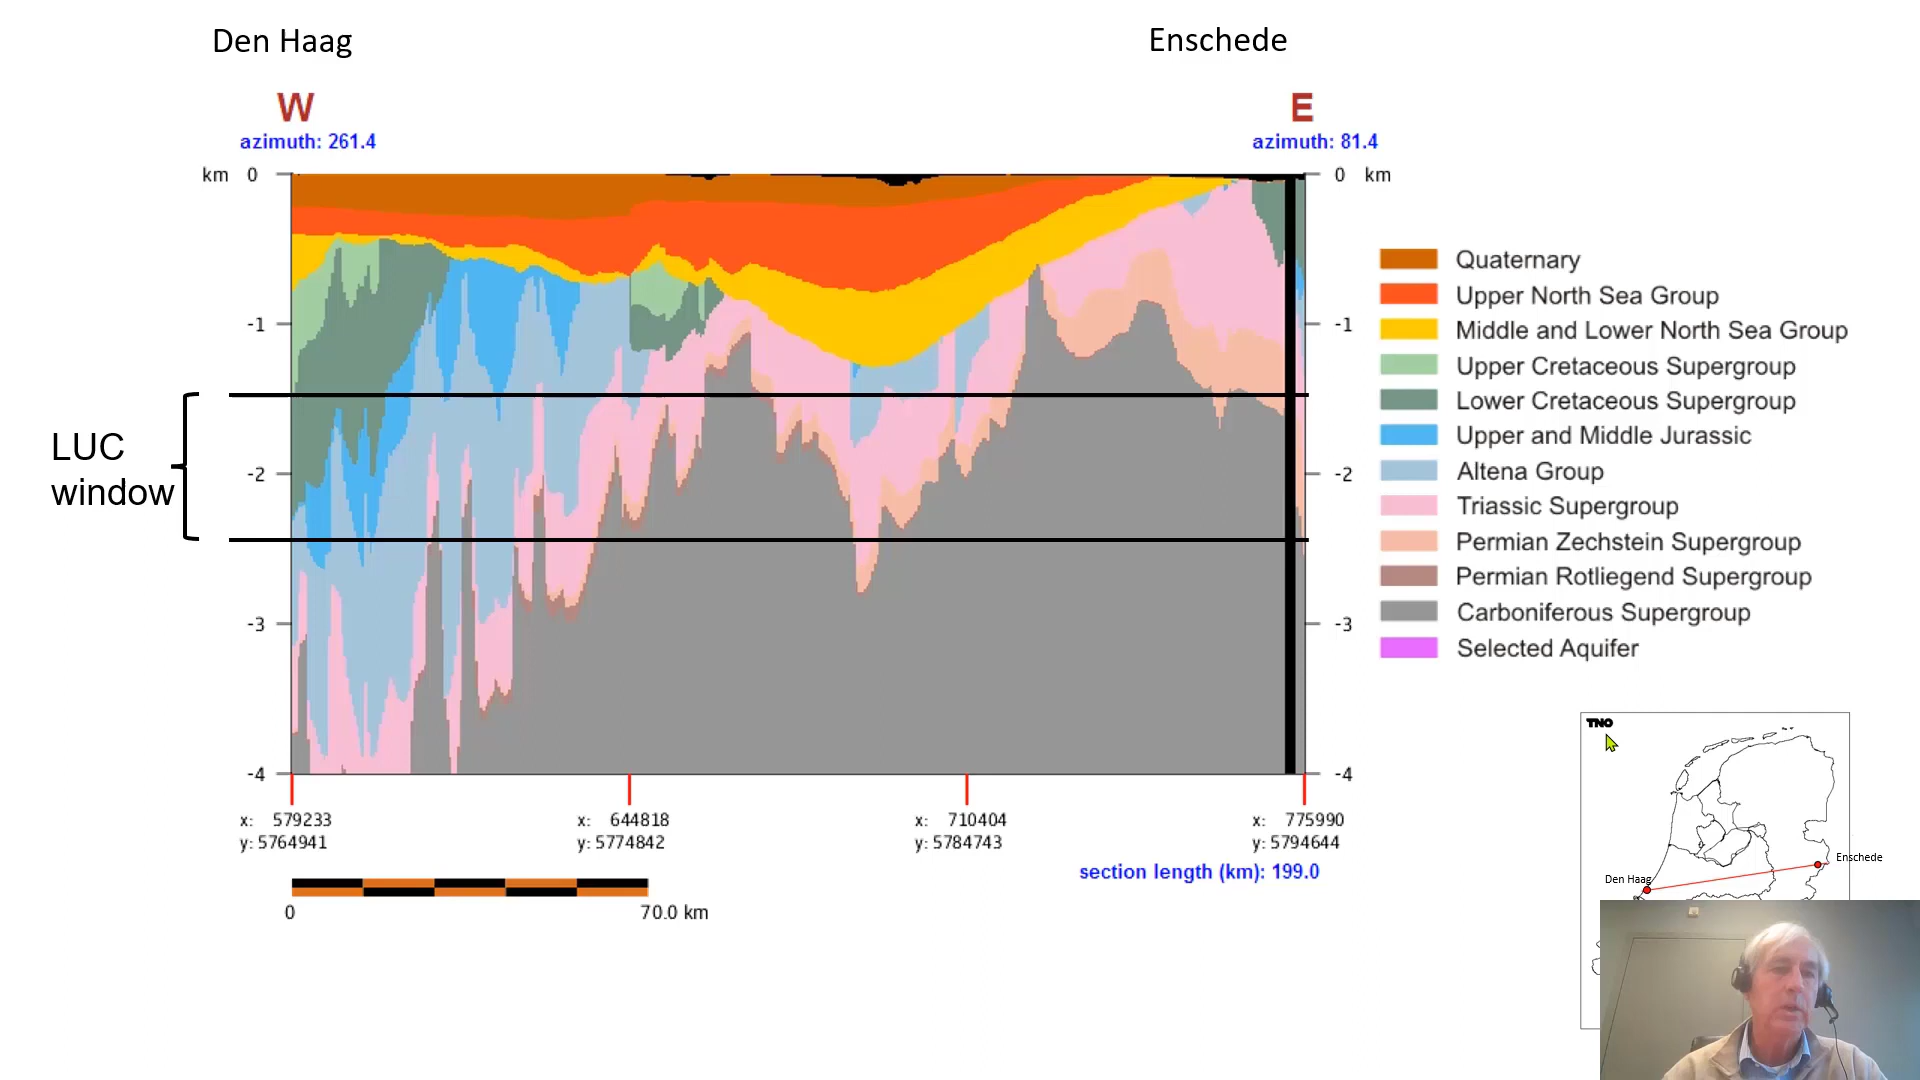 Den Haag
Enschede
W
E
azimuth: 261.4
azimuth: 81.4
km 0
0 km
-1
-1
-2
-2
-3
-3
-4
-4
LUC
window
Quaternary
Upper North Sea Group
Middle and Lower North Sea Group
Upper Cretaceous Supergroup
Lower Cretaceous Supergroup
Upper and Middle Jurassic
Altena Group
Triassic Supergroup
Permian Zechstein Supergroup
Permian Rotliegend Supergroup
Carboniferous Supergroup
Selected Aquifer
x: 579233
y: 5764941
x: 644818
y: 5774842
x: 710404
y: 5784743
x: 775990
y: 5794644
section length (km): 199.0
0
70.0 km
TNO
Enschede
Den Haag